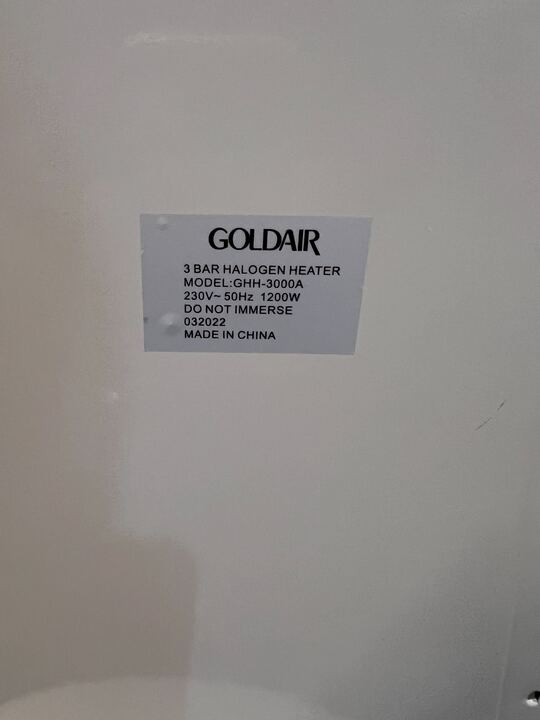 GOLDAIR
3 BAR HALOGEN HEATER
MODEL:GHH-3000A
230V~ 50Hz 1200W
DO NOT IMMERSE
032022
MADE IN CHINA